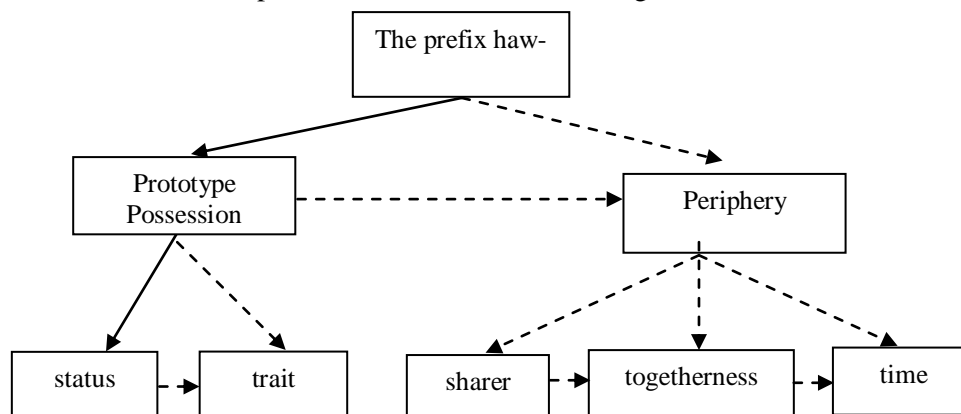 The prefix haw-
Prototype
Possession
Periphery
status
trait
sharer
togetherness
time